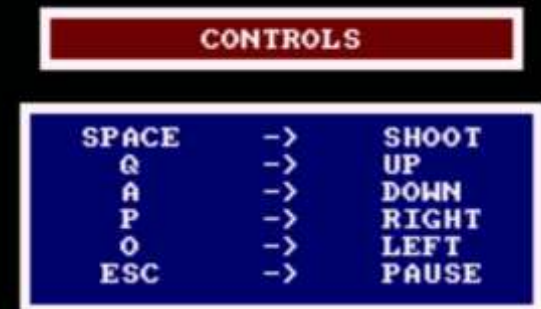 CONTROLS
SPACE -> SHOOT
Q -> UP
A -> DOWN
P -> RIGHT
O -> LEFT
ESC -> PAUSE